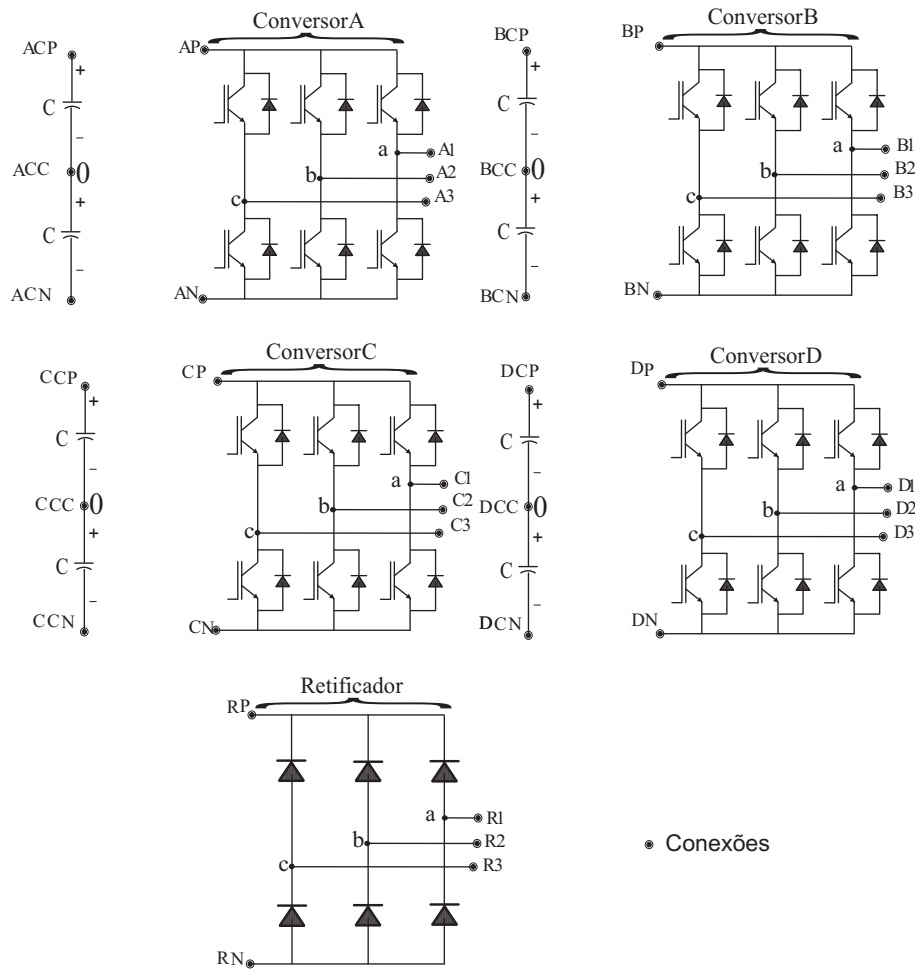 ConversorA
ConversorB
ACP
+
C
−
ACC 0
+
C
−
ACN
AP
a A1
b A2
c A3
AN
BCP
+
C
−
BCC 0
+
C
−
BCN
BP
a B1
b B2
c B3
BN
ConversorC
ConversorD
CCP
+
C
−
CCC 0
+
C
−
CCN
CP
a C1
b C2
c C3
CN
DCP
+
C
−
DCC 0
+
C
−
DCN
DP
a D1
b D2
c D3
DN
Retificador
RP
a R1
b R2
c R3
RN
Conexões